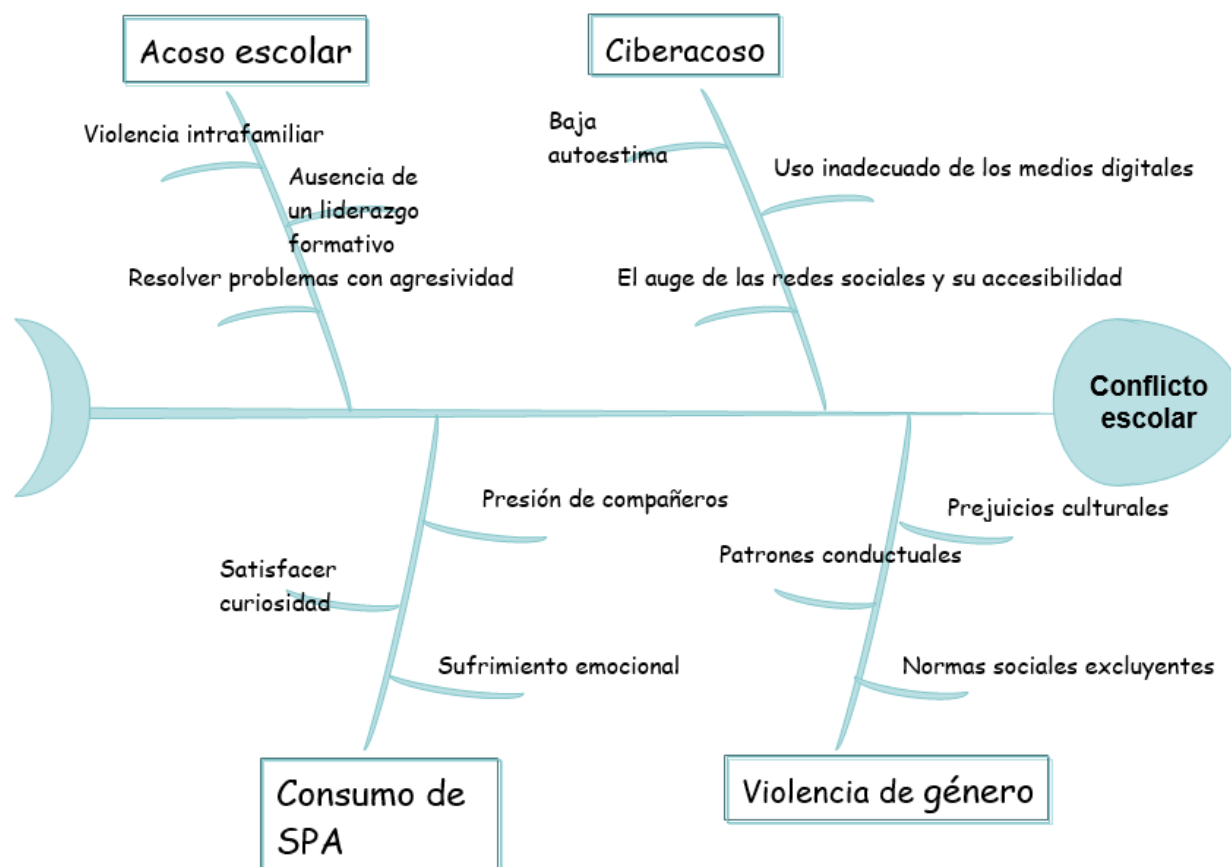 Acoso escolar
Ciberacoso
Violencia intrafamiliar
Ausencia de
un liderazgo
formativo
Resolver problemas con agresividad
Baja
autoestima
Uso inadecuado de los medios digitales
El auge de las redes sociales y su accesibilidad
Conflicto
escolar
Presión de compañeros
Satisfacer
curiosidad
Sufrimiento emocional
Prejuicios culturales
Patrones conductuales
Normas sociales excluyentes
Consumo de
SPA
Violencia de género